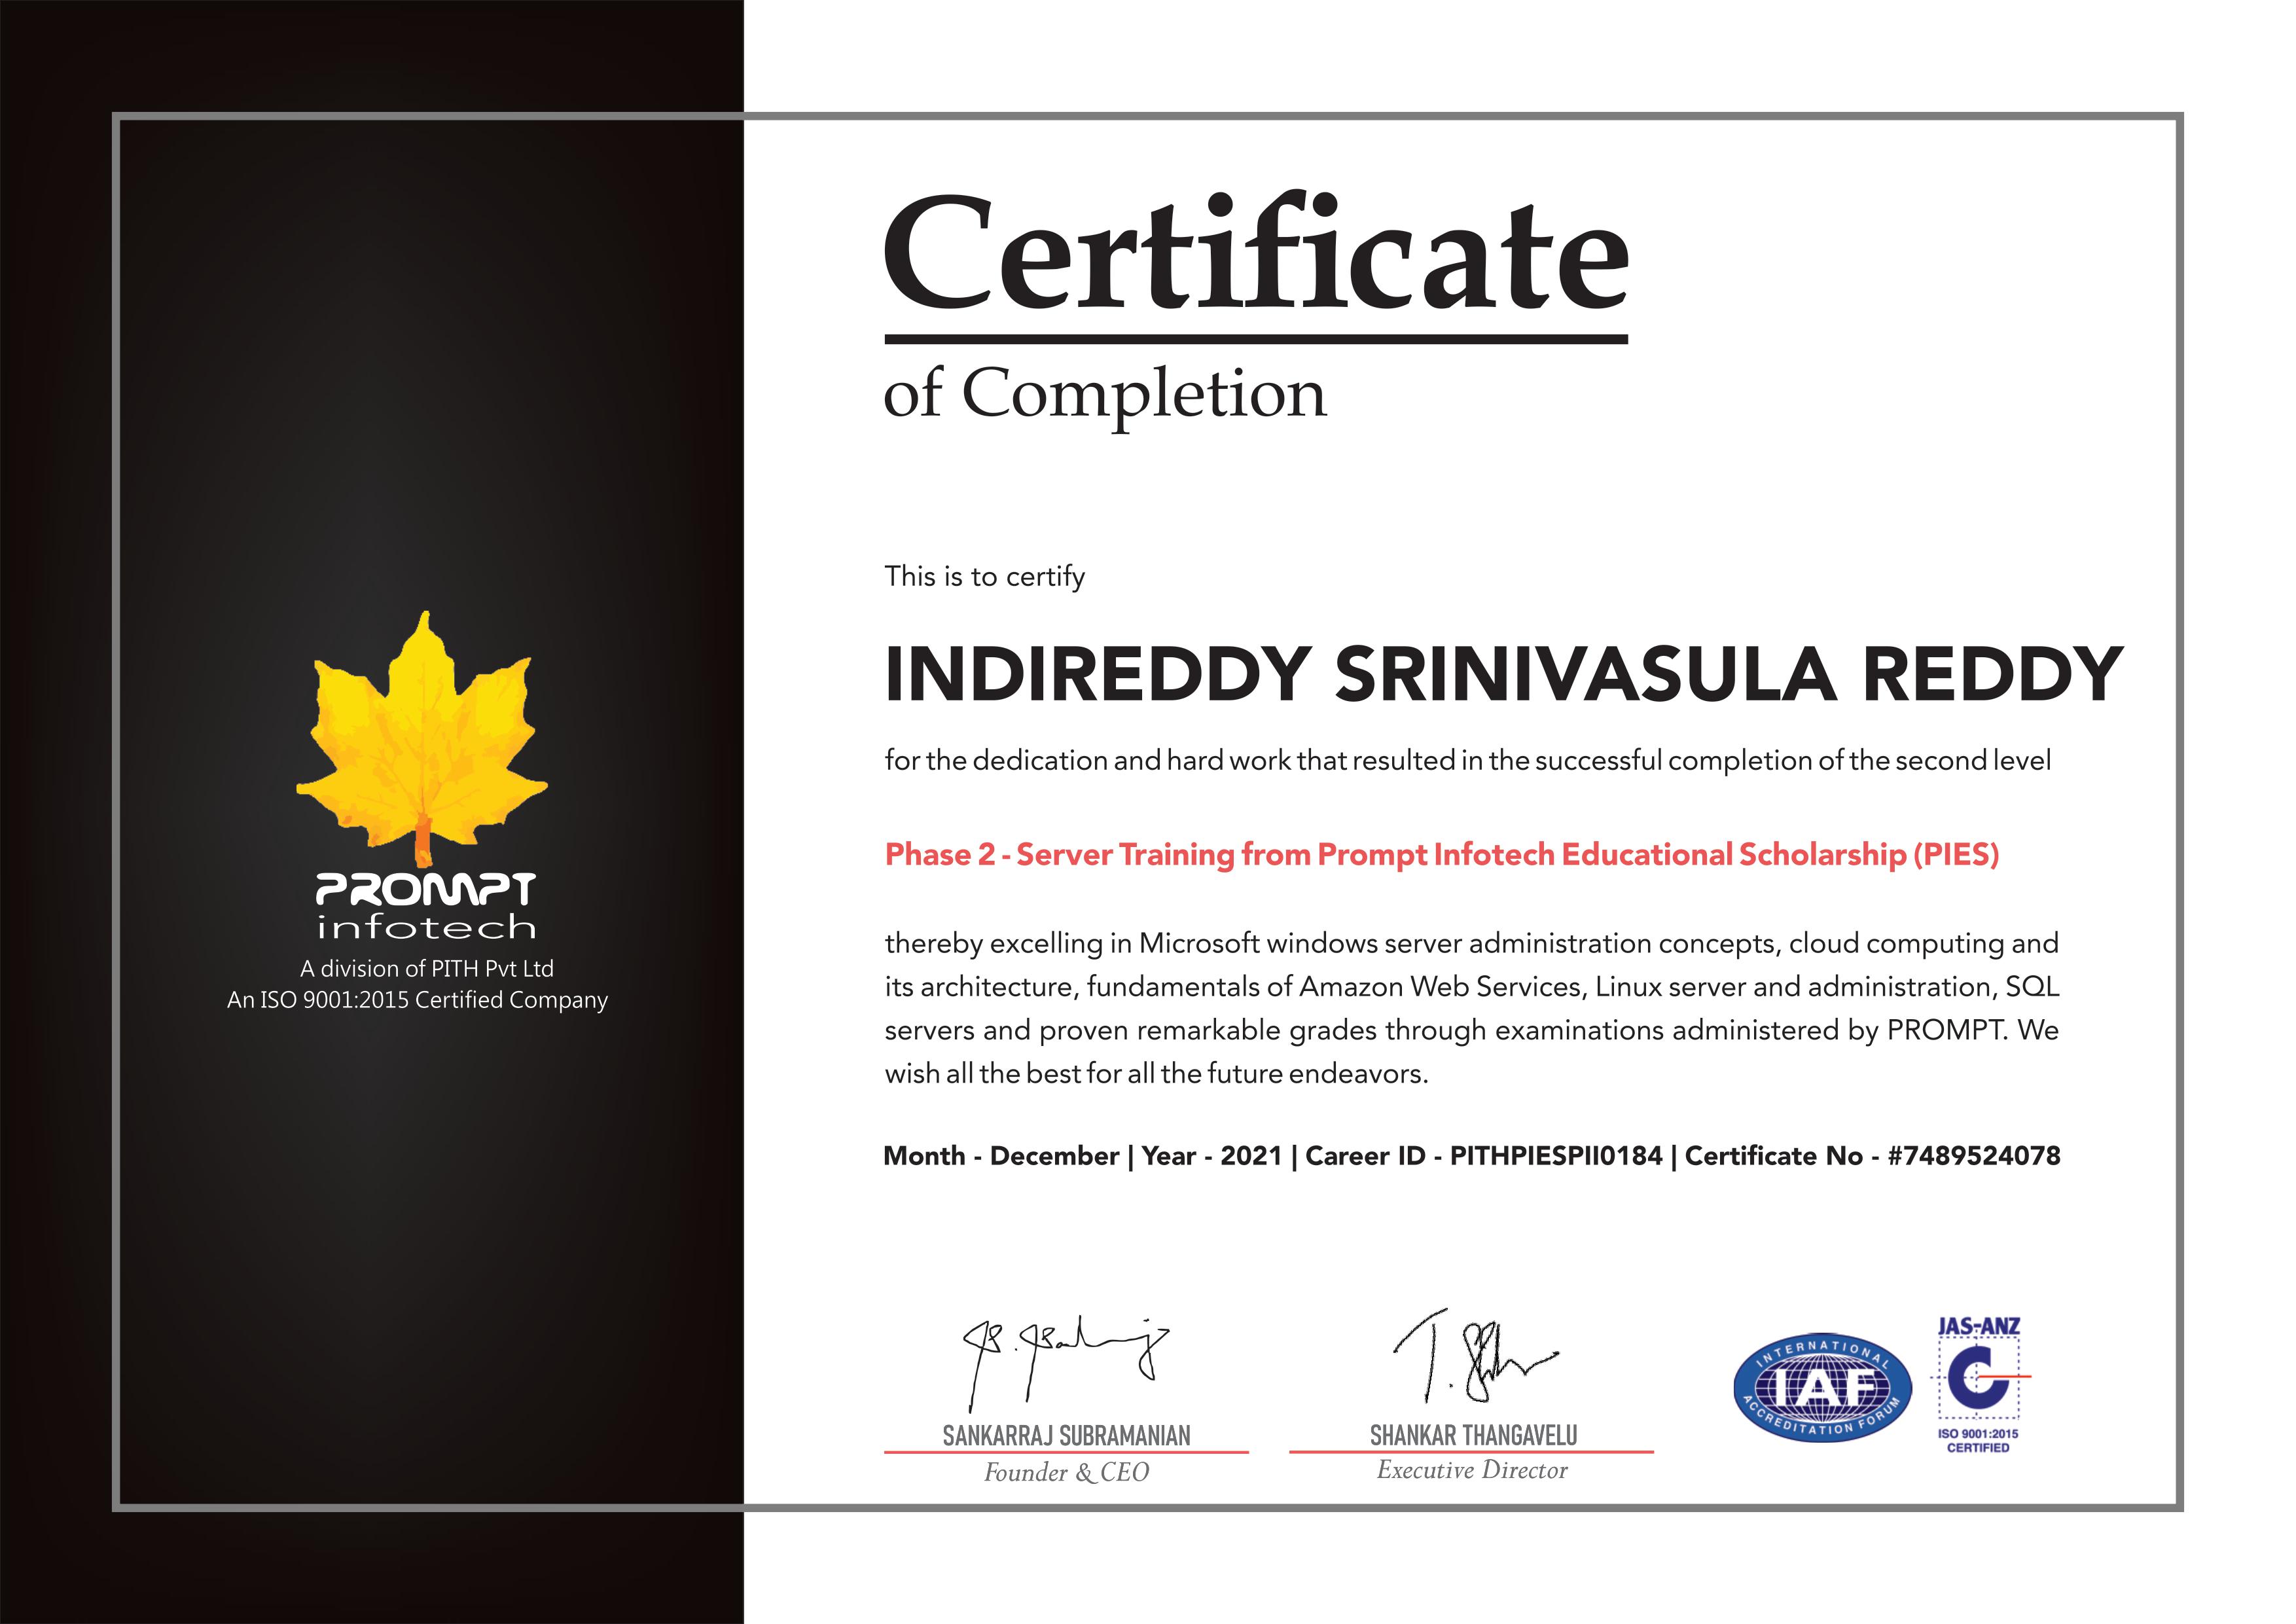 Certificate
of Completion
This is to certify
INDIREDDY SRINIVASULA REDDY
for the dedication and hard work that resulted in the successful completion of the second level
Phase 2 - Server Training from Prompt Infotech Educational Scholarship (PIES)
thereby excelling in Microsoft windows server administration concepts, cloud computing and
its architecture, fundamentals of Amazon Web Services, Linux server and administration, SQL
servers and proven remarkable grades through examinations administered by PROMPT. We
wish all the best for all the future endeavors.
Month - December | Year - 2021 | Career ID - PITHPIESPII0184 | Certificate No - #7489524078
PROMPT
infotech
A division of PITH Pvt Ltd
An ISO 9001:2015 Certified Company
SANKARRAJ SUBRAMANIAN
Founder & CEO
SHANKAR THANGAVELU
Executive Director
INTERNATIONAL
IAF
ACCREDITATION FORUM
JAS-ANZ
C
ISO 9001:2015
CERTIFIED